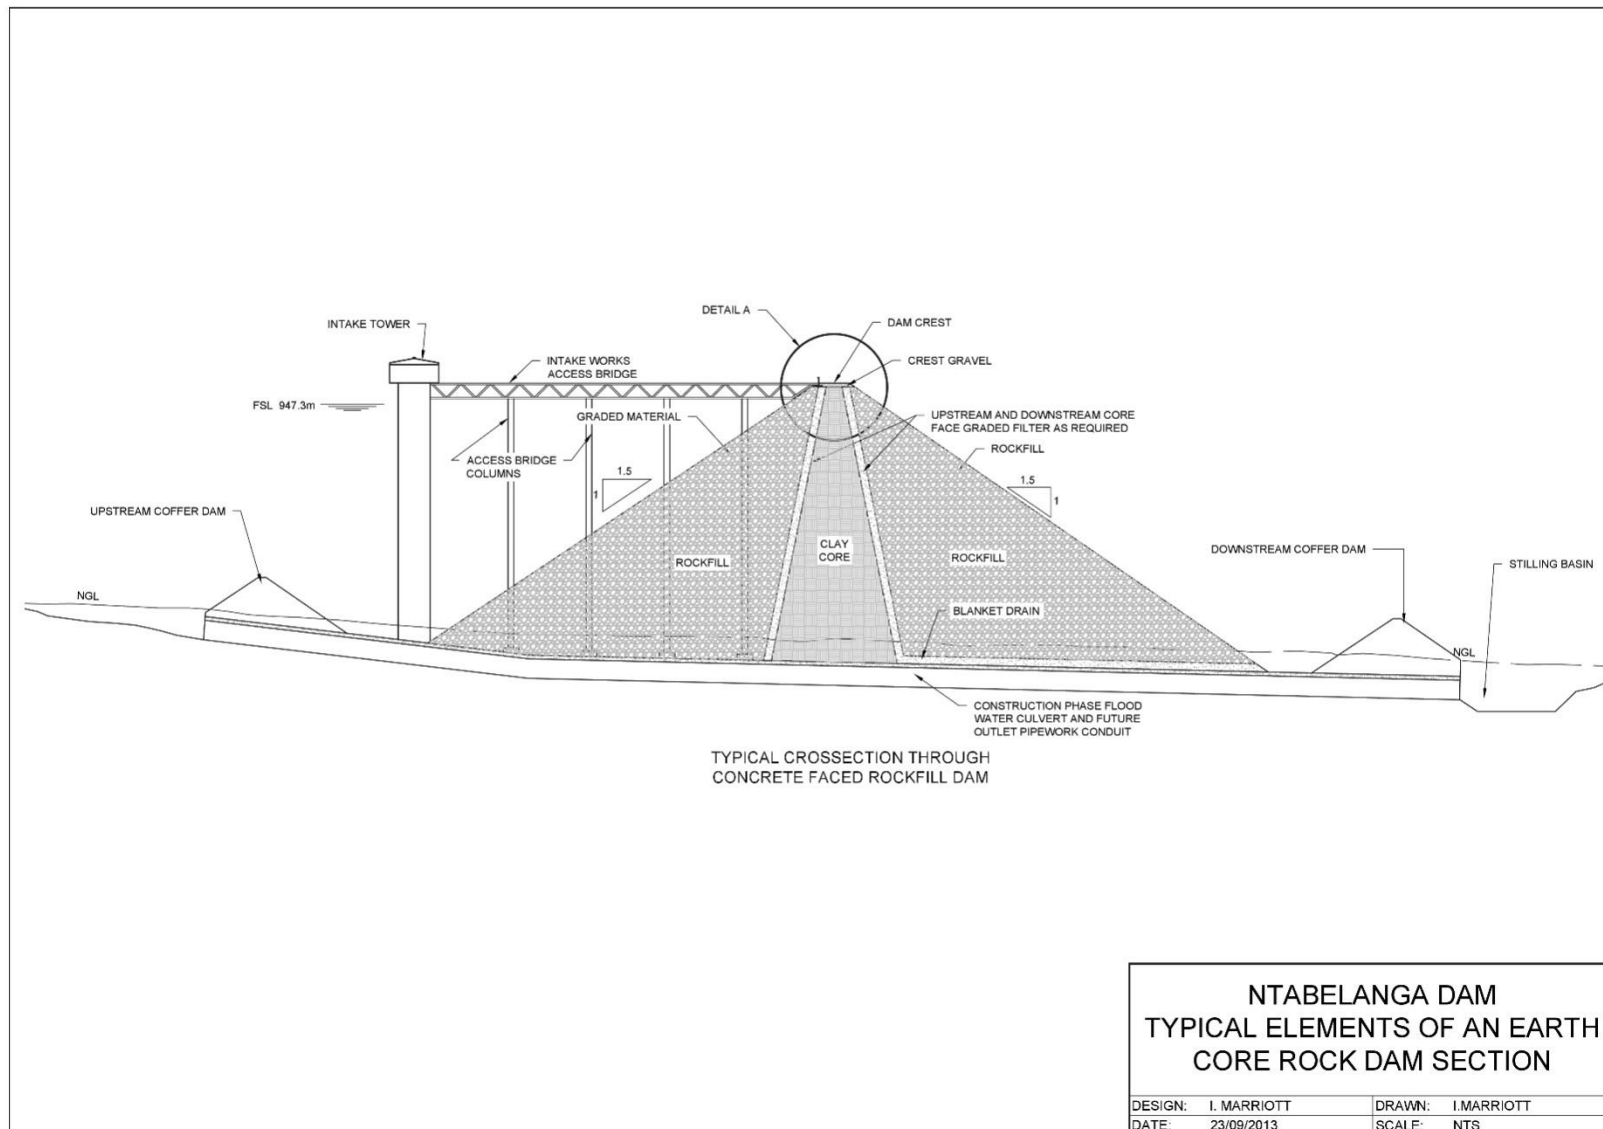 DETAIL A
DAM CREST
INTAKE TOWER
INTAKE WORKS
ACCESS BRIDGE
CREST GRAVEL
FSL 947.3m
GRADED MATERIAL
UPSTREAM AND DOWNSTREAM CORE
FACE GRADED FILTER AS REQUIRED
ROCKFILL
ACCESS BRIDGE
COLUMNS
1.5
1
1.5
1
UPSTREAM COFFER DAM
CLAY
CORE
ROCKFILL
ROCKFILL
DOWNSTREAM COFFER DAM
STILLING BASIN
NGL
BLANKET DRAIN
NGL
CONSTRUCTION PHASE FLOOD
WATER CULVERT AND FUTURE
OUTLET PIPEWORK CONDUIT
TYPICAL CROSSECTION THROUGH
CONCRETE FACED ROCKFILL DAM
NTABELANGA DAM
TYPICAL ELEMENTS OF AN EARTH
CORE ROCK DAM SECTION
DESIGN: I. MARRIOTT DRAWN: I.MARRIOTT
DATE: 23/09/2013 SCALE: NTS